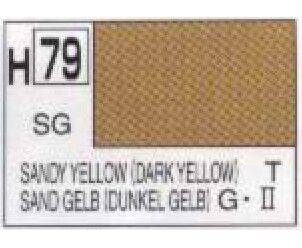 H 79
SG
SANDY YELLOW (DARK YELLOW) T
SAND GELB (DUNKEL GELB) G・II